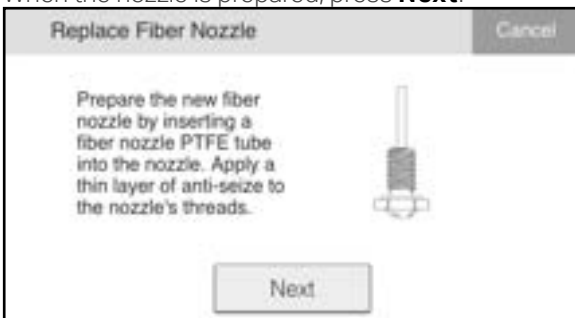 When the nozzle is prepared, press Next.
Replace Fiber Nozzle
Cancel
Prepare the new fiber
nozzle by inserting a
fiber nozzle PTFE tube
into the nozzle. Apply a
thin layer of anti-seize to
the nozzle's threads.
Next